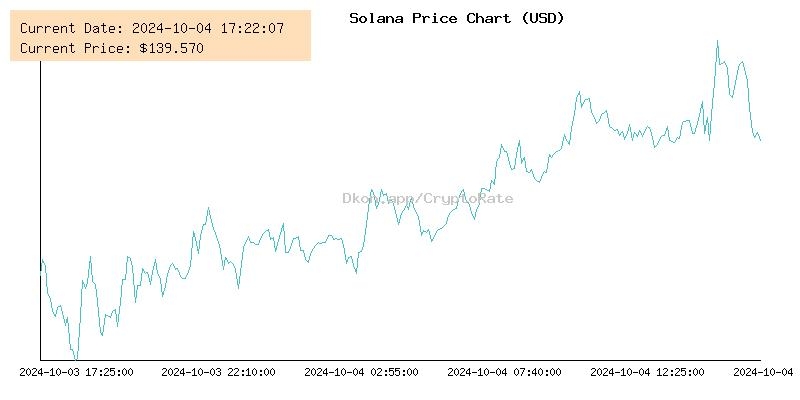 Solana Price Chart (USD)
Current Date: 2024-10-04 17:22:07
Current Price: $139.570
Dkon.app/CryptoRate
2024-10-03 17:25:00
2024-10-03 22:10:00
2024-10-04 02:55:00
2024-10-04 07:40:00
2024-10-04 12:25:00
2024-10-04